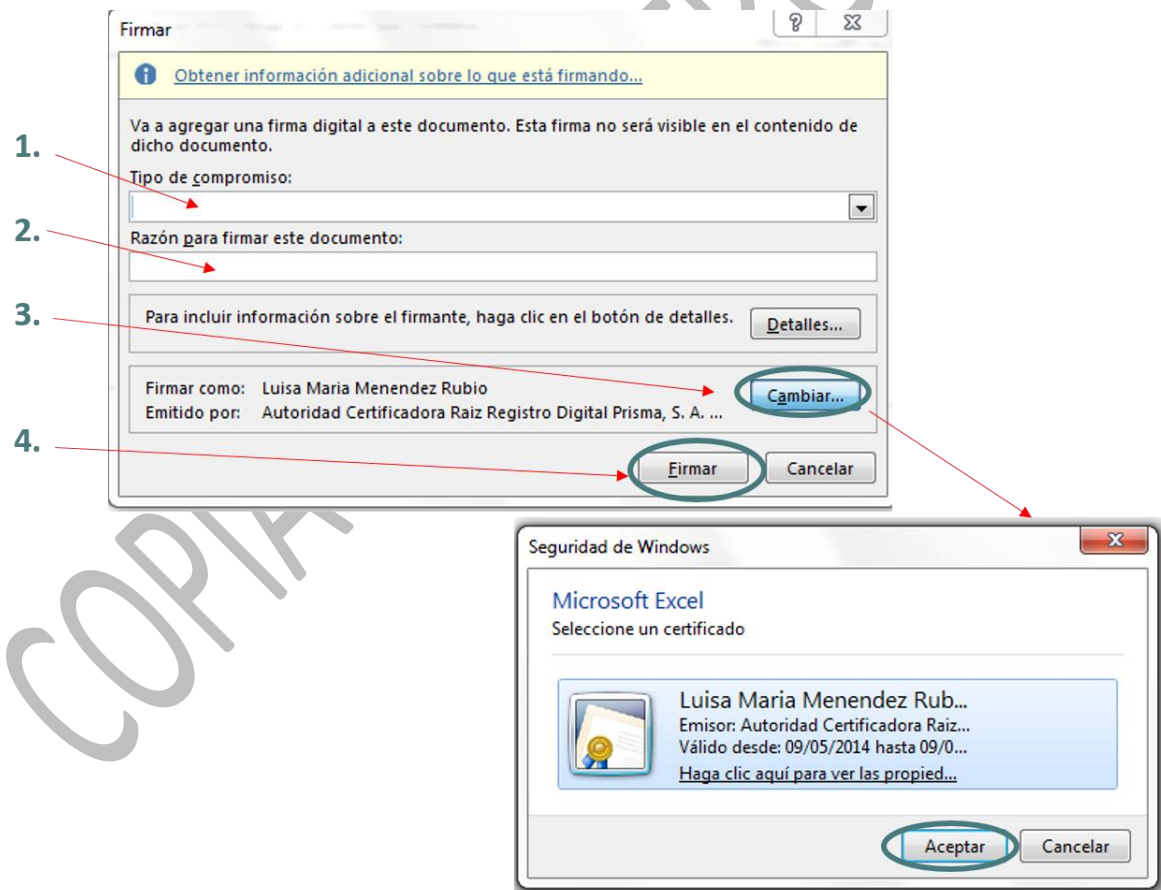 Firmar
Obtener información adicional sobre lo que está firmando...
Va a agregar una firma digital a este documento. Esta firma no será visible en el contenido de
dicho documento.
1.
Tipo de compromiso:
2.
Razón para firmar este documento:
3.
Para incluir información sobre el firmante, haga clic en el botón de detalles.
Detalles...
Firmar como: Luisa Maria Menendez Rubio
Emitido por: Autoridad Certificadora Raiz Registro Digital Prisma, S. A. ...
Cambiar...
4.
Firmar
Cancelar
Seguridad de Windows
Microsoft Excel
Seleccione un certificado
Luisa Maria Menendez Rub...
Emisor: Autoridad Certificadora Raiz...
Válido desde: 09/05/2014 hasta 09/0...
Haga clic aquí para ver las propied...
Aceptar
Cancelar
COPIA